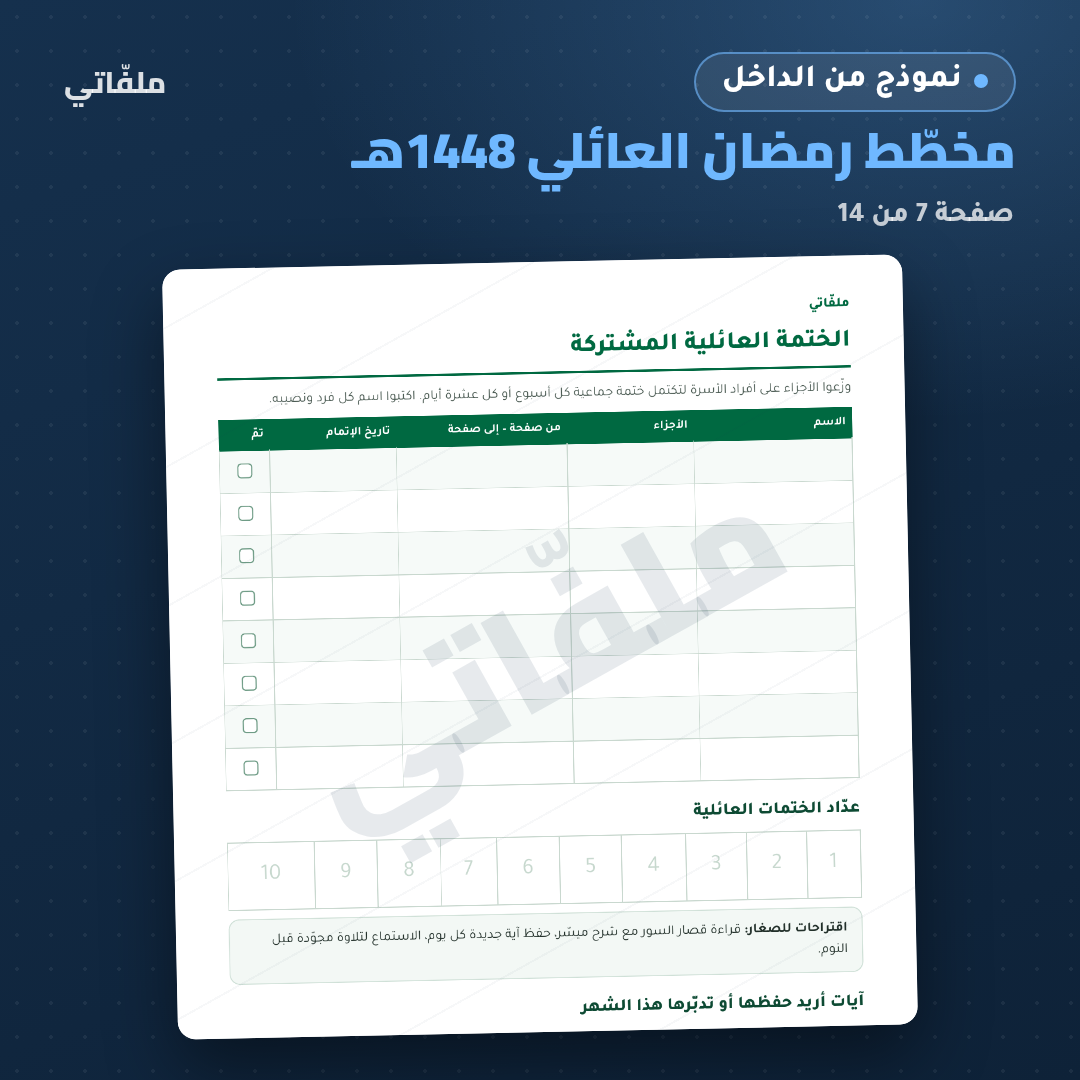 نموذج من الداخل
ملفّاتي
مخطّط رمضان العائلي 1448هـ
صفحة 7 من 14
ملفّاتي
الختمة العائلية المشتركة
وزّعوا الأجزاء على أفراد الأسرة لتكتمل ختمة جماعية كل أسبوع أو كل عشرة أيام. اكتبوا اسم كل فرد ونصيبه.
الاسم الأجزاء من صفحة - إلى صفحة تاريخ الإتمام تمّ
ملفّاتي
عدّاد الختمات العائلية
1 2 3 4 5 6 7 8 9 10
اقتراحات للصغار: قراءة قصار السور مع شرح مبسّر، حفظ آية جديدة كل يوم، الاستماع لتلاوة مجوّدة قبل
النوم.
آيات أريد حفظها أو تدبّرها هذا الشهر